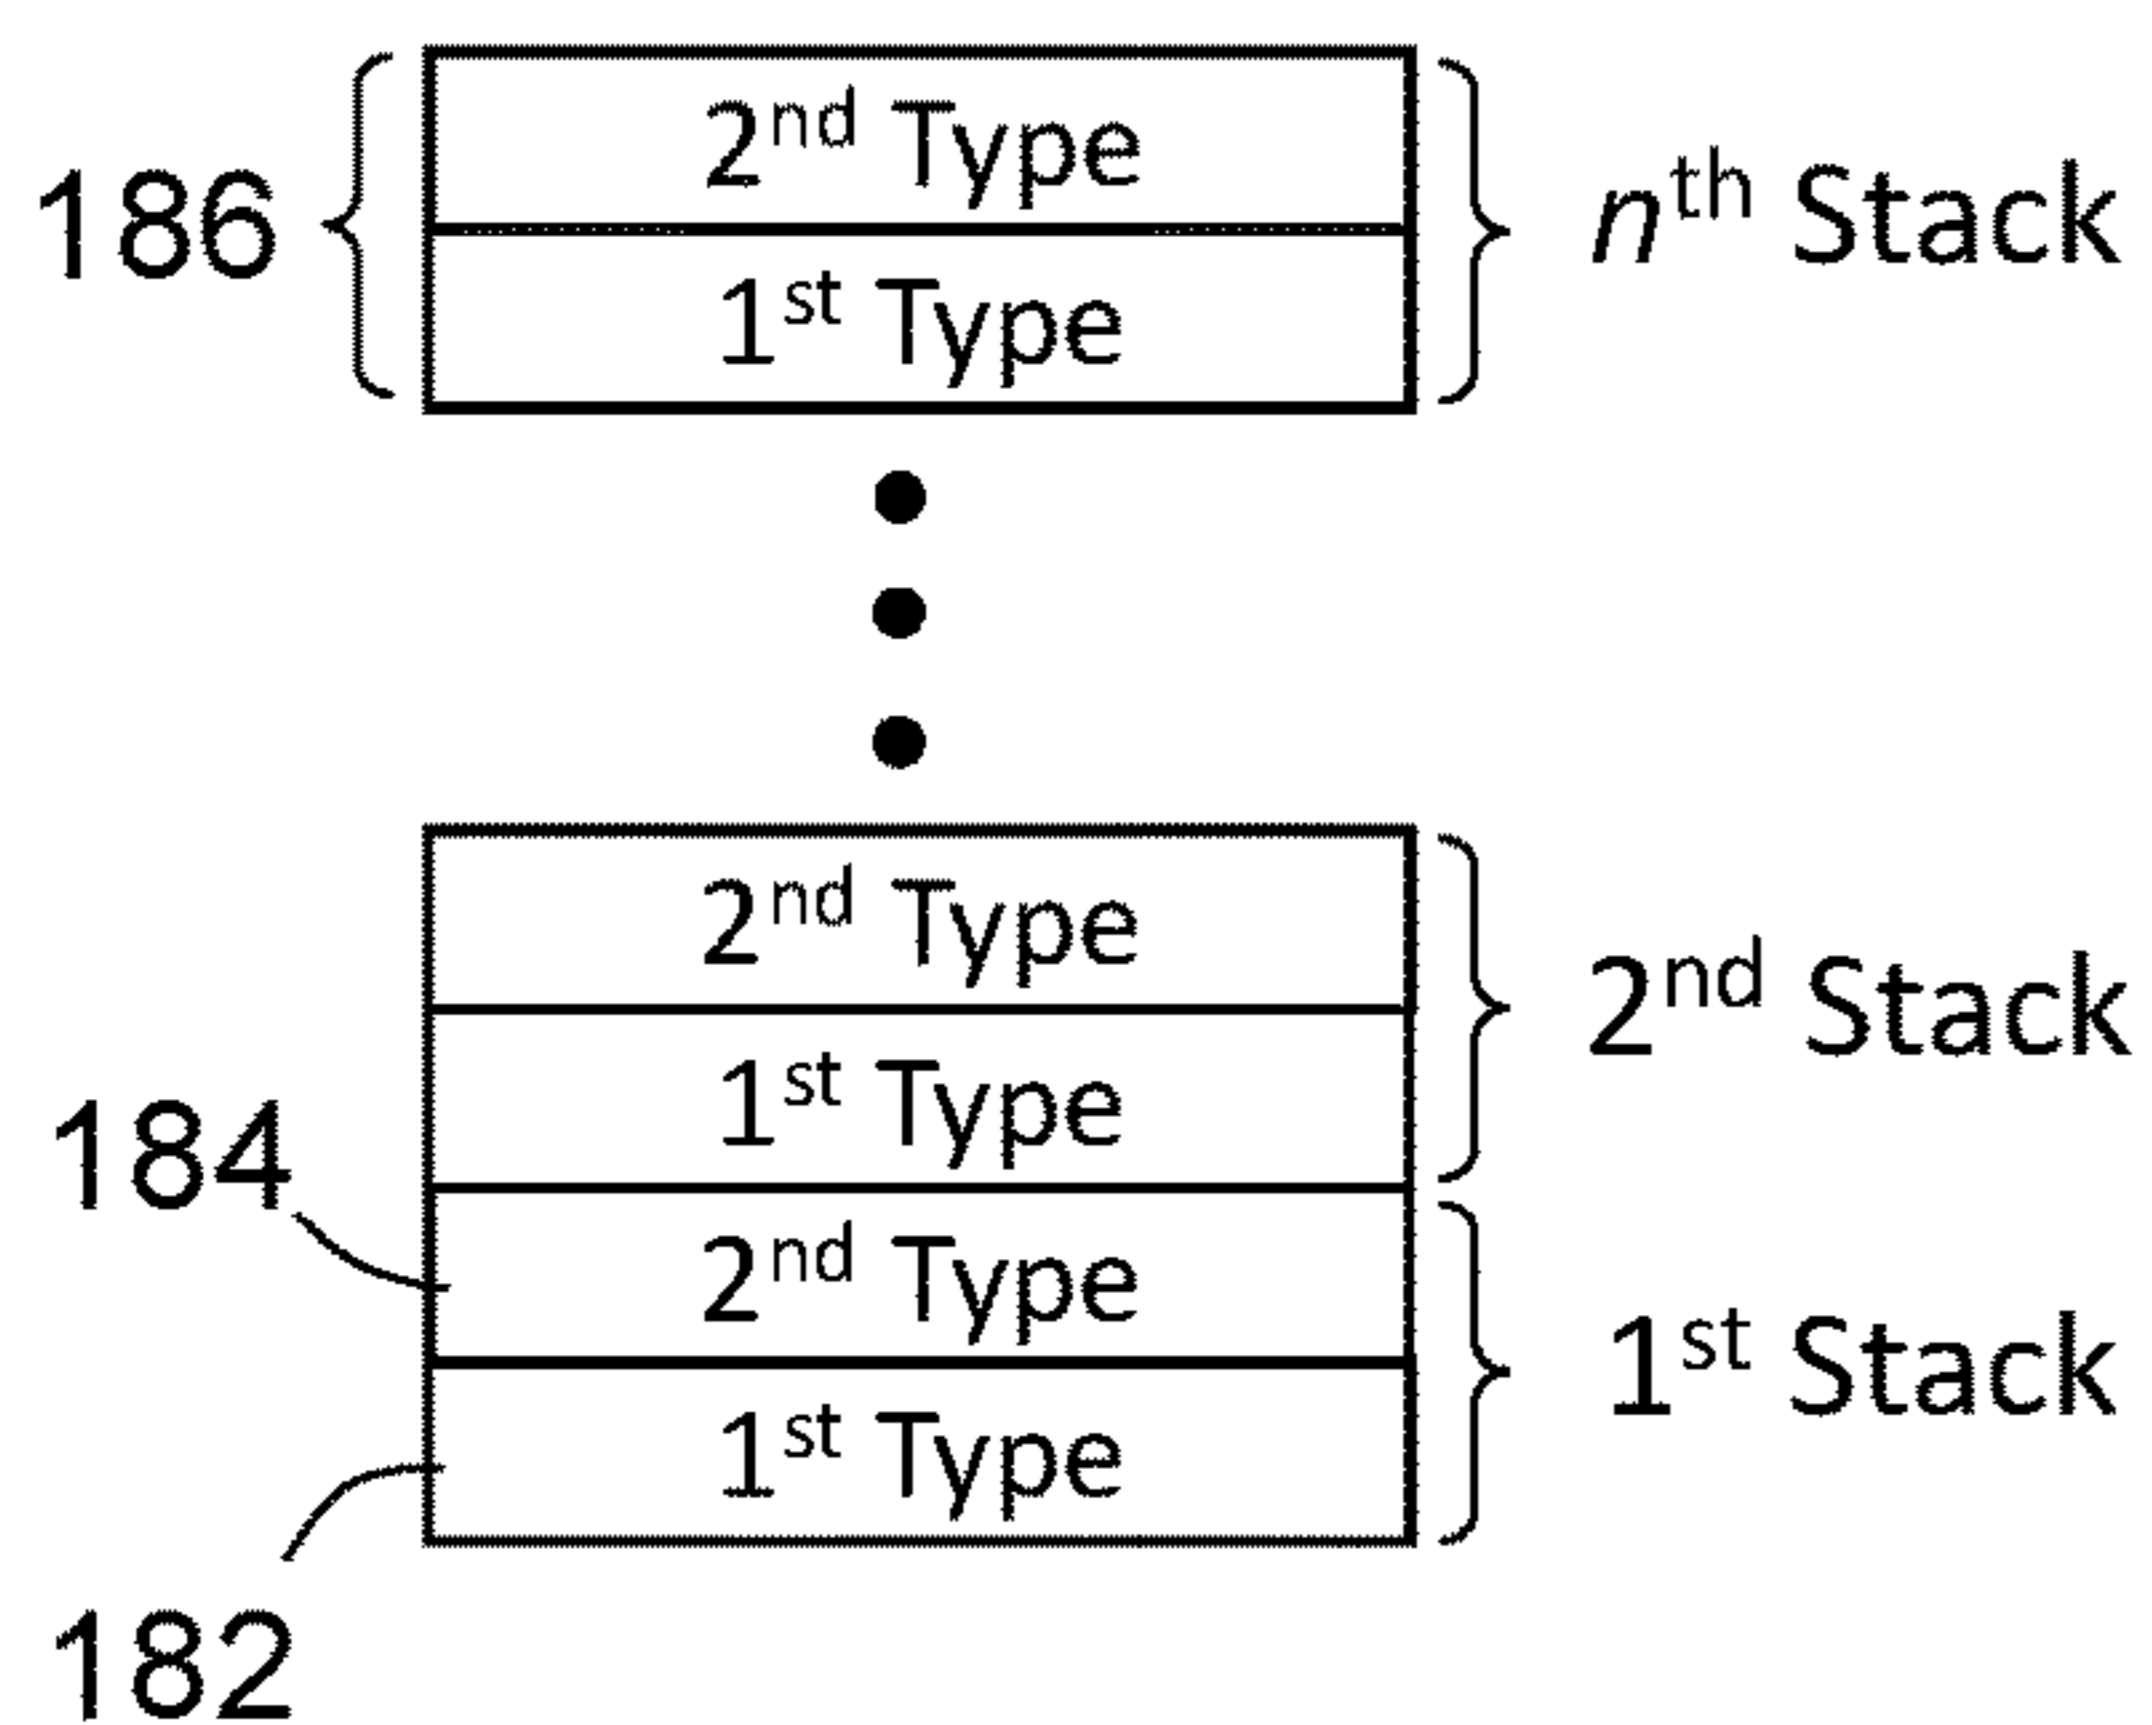 2nd Type
186
nth Stack
1st Type
2nd Type
2nd Stack
1st Type
184
2nd Type
1st Stack
1st Type
182